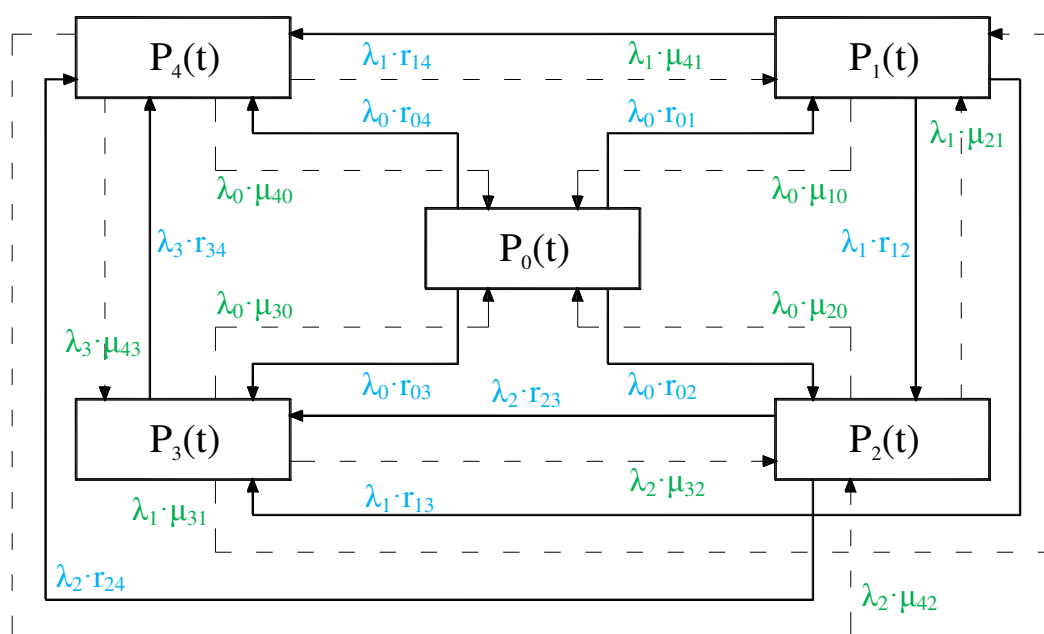 P₄(t)
P₁(t)
λ₁·r₁₄
λ₁·μ₄₁
λ₀·r₀₄
λ₀·r₀₁
λ₁·μ₂₁
λ₀·μ₄₀
λ₀·μ₁₀
λ₃·r₃₄
P₀(t)
λ₁·r₁₂
λ₀·μ₃₀
λ₀·μ₂₀
λ₃·μ₄₃
λ₀·r₀₃
λ₂·r₂₃
λ₀·r₀₂
P₃(t)
P₂(t)
λ₁·μ₃₁
λ₁·r₁₃
λ₂·μ₃₂
λ₂·r₂₄
λ₂·μ₄₂